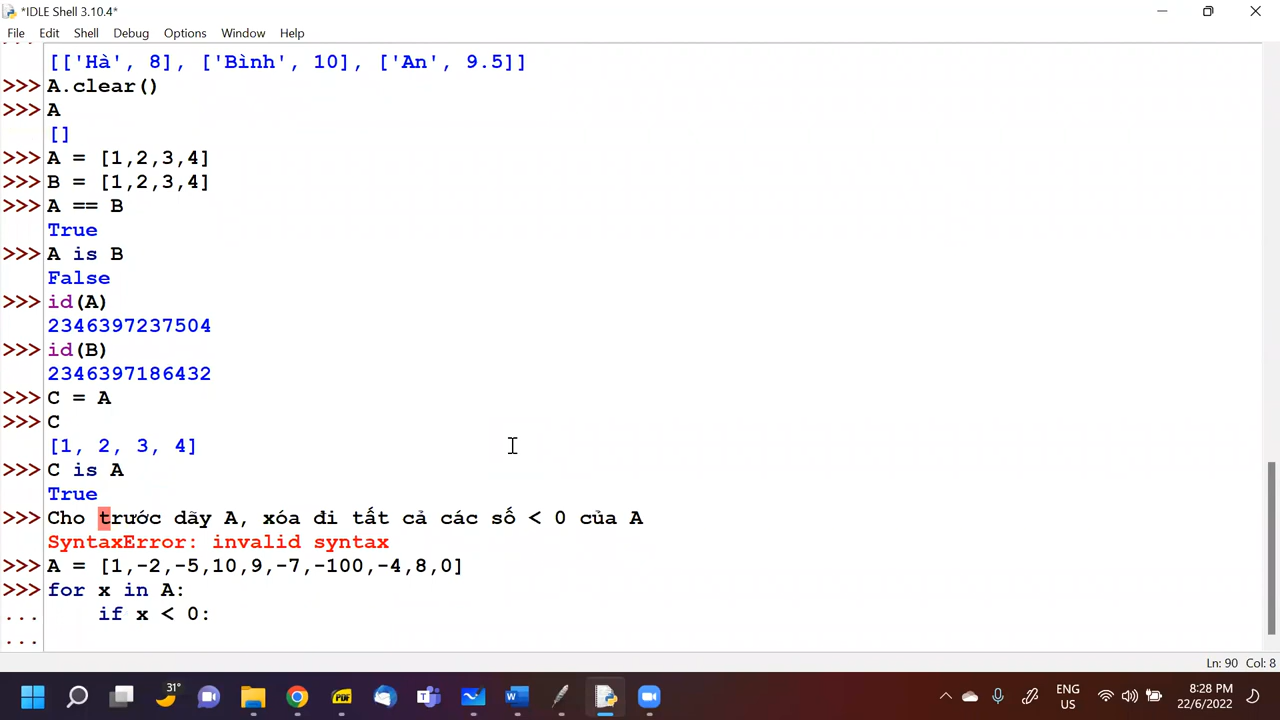 *IDLE Shell 3.10.4*
File Edit Shell Debug Options Window Help
[['Hà', 8], ['Bình', 10], ['An', 9.5]]
>>> A.clear()
>>> A
[]
>>> A = [1,2,3,4]
>>> B = [1,2,3,4]
>>> A == B
True
>>> A is B
False
>>> id(A)
2346397237504
>>> id(B)
2346397186432
>>> C = A
>>> C
[1, 2, 3, 4]
>>> C is A
True
>>> Cho trước dãy A, xóa đi tất cả các số < 0 của A
SyntaxError: invalid syntax
>>> A = [1,-2,-5,10,9,-7,-100,-4,8,0]
>>> for x in A:
...     if x < 0:
...
Ln: 90 Col: 8
31°
PDF
ENG
US
8:28 PM
22/6/2022